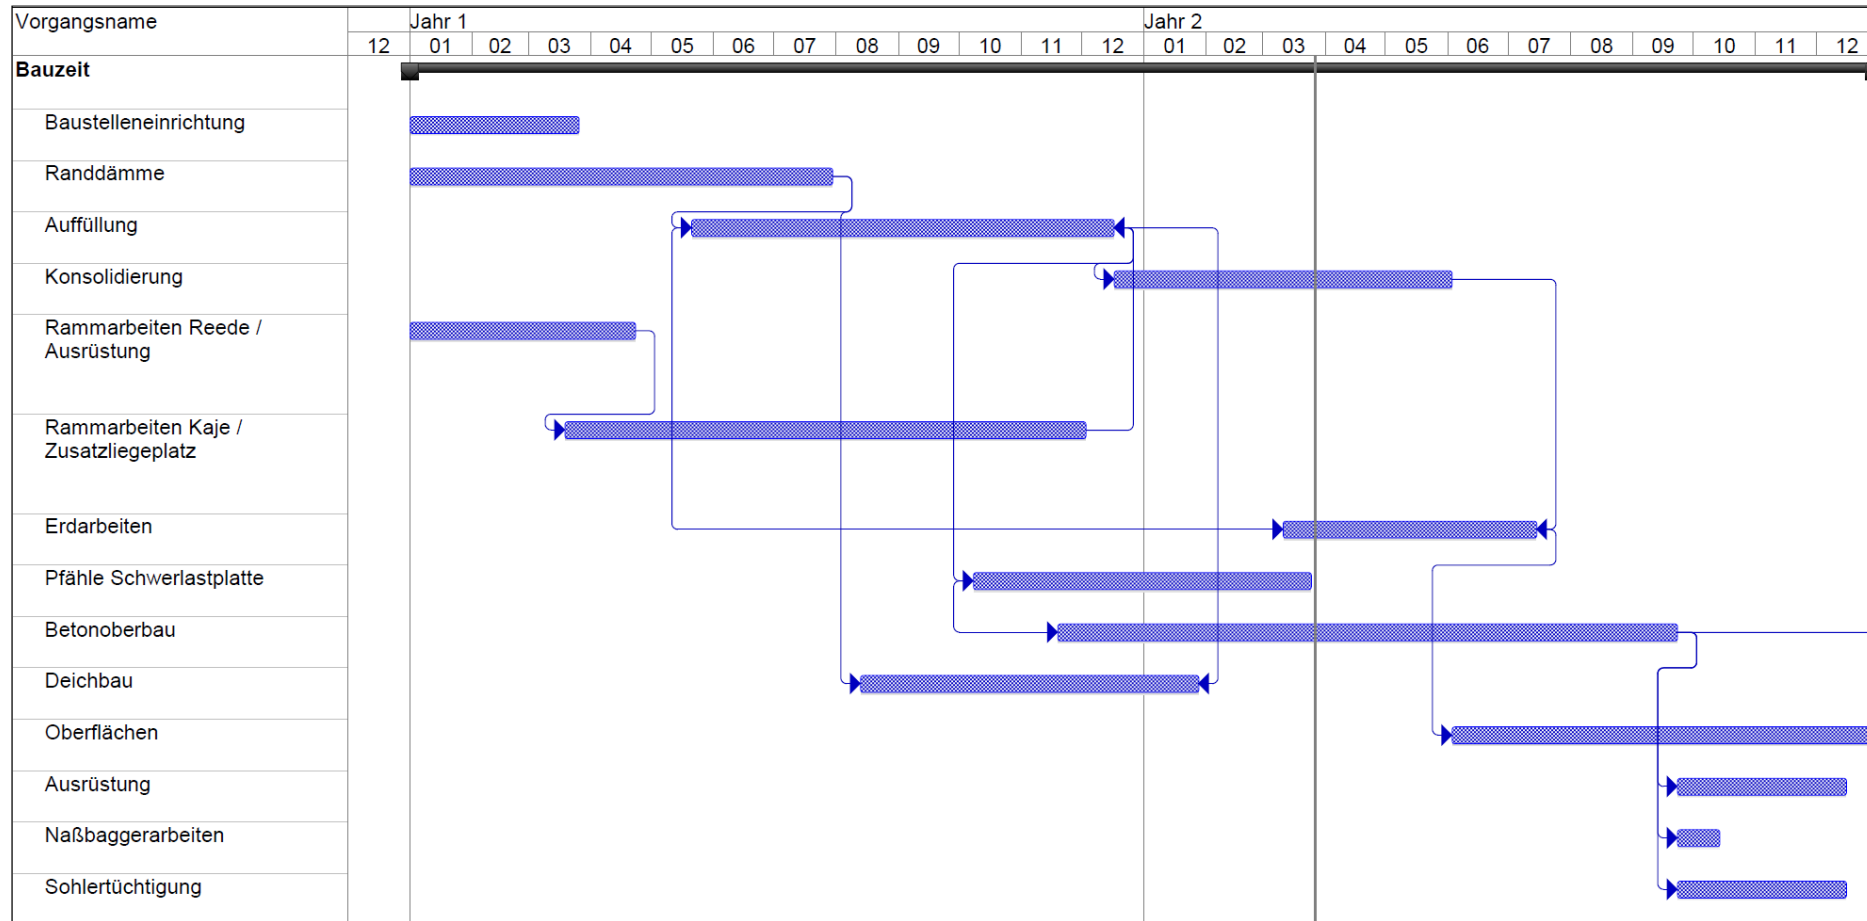 Vorgangsname
Jahr 1
Jahr 2
12 01 02 03 04 05 06 07 08 09 10 11 12 01 02 03 04 05 06 07 08 09 10 11 12
Bauzeit
Baustelleneinrichtung
Randdämme
Auffüllung
Konsolidierung
Rammarbeiten Reede /
Ausrüstung
Rammarbeiten Kaje /
Zusatzliegeplatz
Erdarbeiten
Pfähle Schwerlastplatte
Betonoberbau
Deichbau
Oberflächen
Ausrüstung
Naßbaggerarbeiten
Sohlertüchtigung